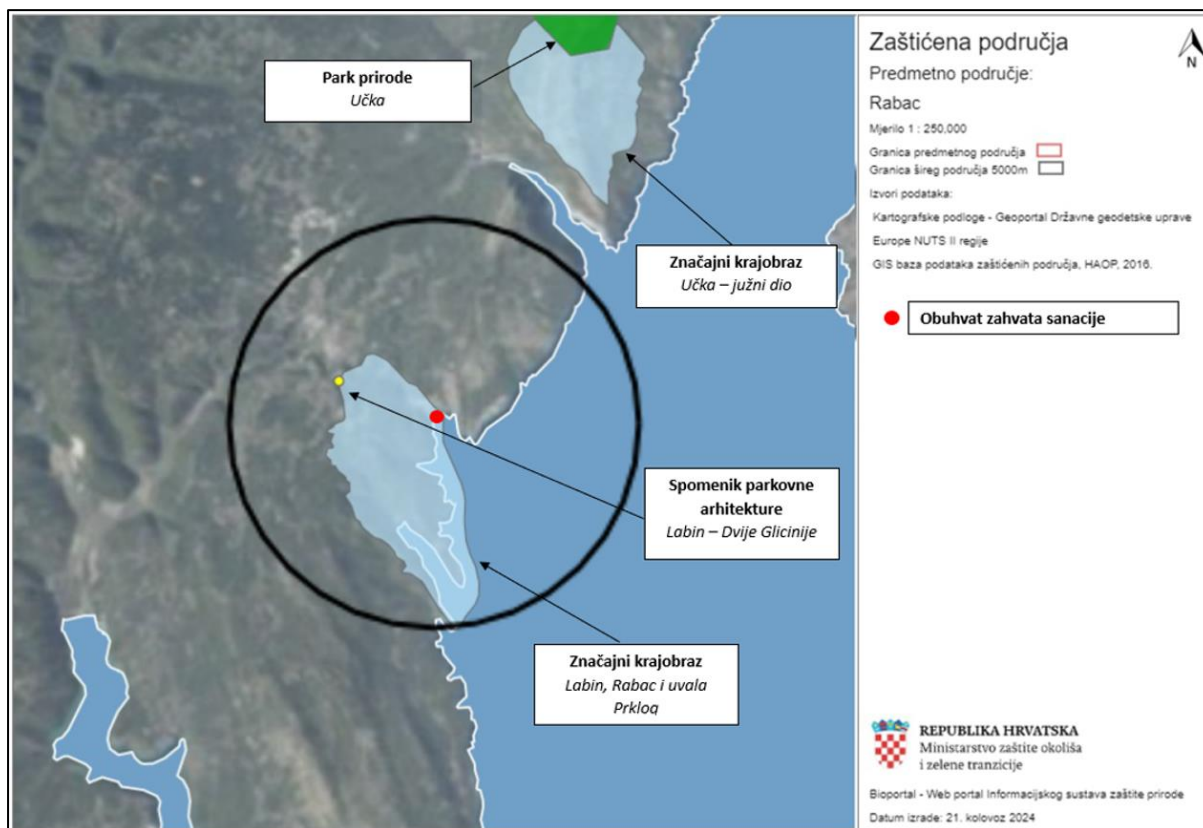 Park prirode
Učka
Značajni krajobraz
Učka – južni dio
Spomenik parkovne
arhitekture
Labin – Dvije Glicinije
Značajni krajobraz
Labin, Rabac i uvala
Prklog
Zaštićena područja
N
Predmetno područje:
Rabac
Mjerilo 1 : 250.000
Granica predmetnog područja
Granica šireg područja 5000m
Izvori podataka:
Kartografske podloge - Geoportal Državne geodetske uprave
Europe NUTS II regije
GIS baza podataka zaštićenih područja, HAOP, 2016.
Obuhvat zahvata sanacije
REPUBLIKA HRVATSKA
Ministarstvo zaštite okoliša
i zelene tranzicije
Bioportal - Web portal Informacijskog sustava zaštite prirode
Datum izrade: 21. kolovoz 2024